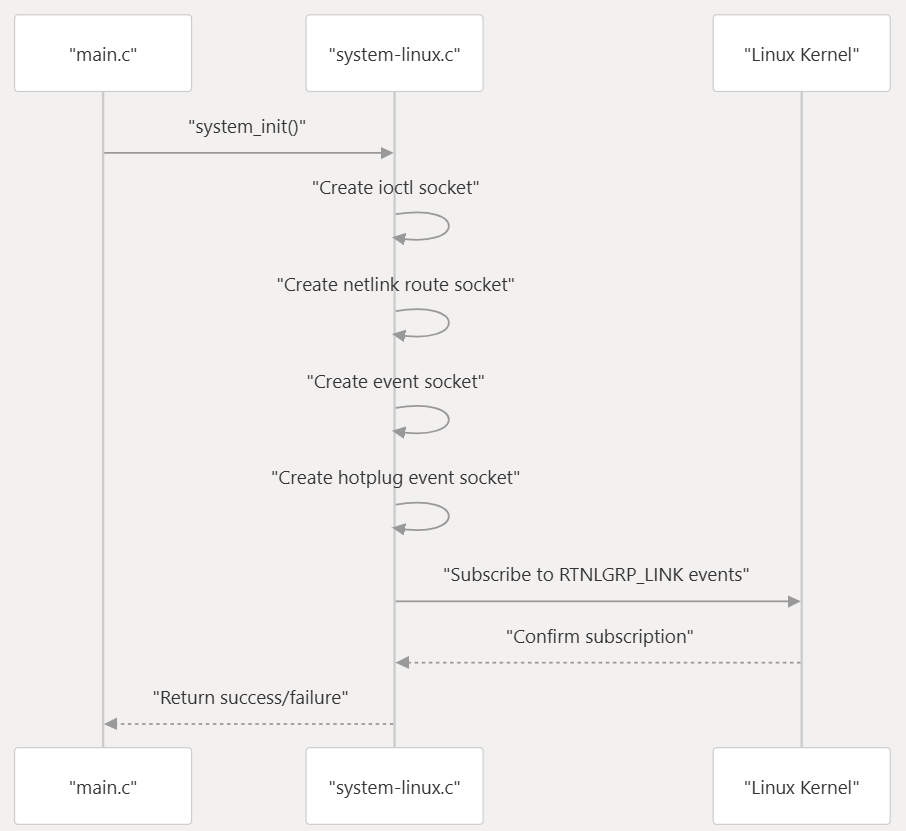 "main.c"
"system-linux.c"
"Linux Kernel"
"system_init()"
"Create ioctl socket"
"Create netlink route socket"
"Create event socket"
"Create hotplug event socket"
"Subscribe to RTNLGRP_LINK events"
"Confirm subscription"
"Return success/failure"
"main.c"
"system-linux.c"
"Linux Kernel"